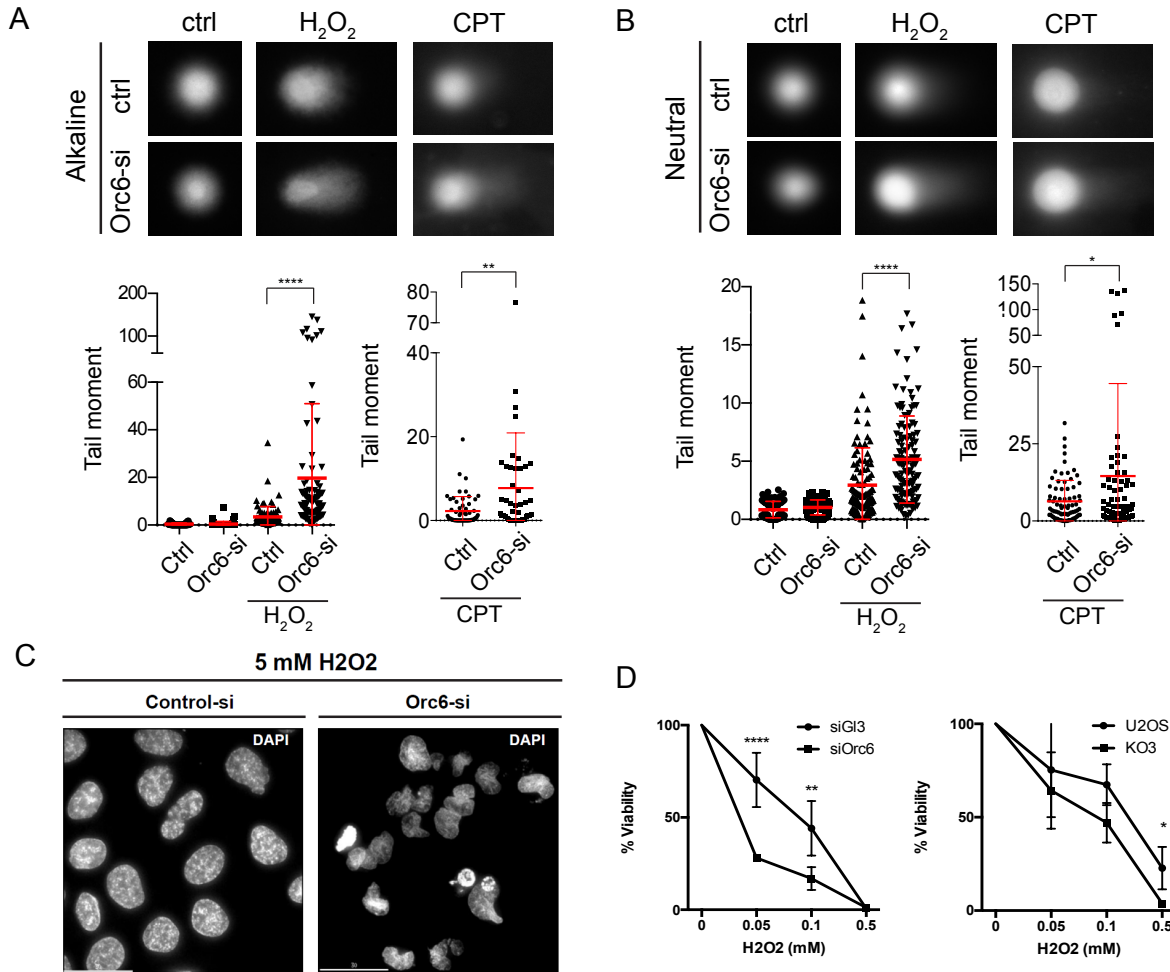 A
ctrl
H₂O₂
CPT
Alkaline
ctrl
Orc6-si
Tail moment
200
150
100
60
40
20
0
****
Ctrl
Orc6-si
Ctrl
Orc6-si
H₂O₂
Tail moment
80
70
40
20
0
**
Ctrl
Orc6-si
CPT
B
ctrl
H₂O₂
CPT
Neutral
ctrl
Orc6-si
Tail moment
20
15
10
5
0
****
Ctrl
Orc6-si
Ctrl
Orc6-si
H₂O₂
Tail moment
150
100
50
50
25
0
*
Ctrl
Orc6-si
CPT
C
5 mM H2O2
Control-si
Orc6-si
DAPI
DAPI
D
% Viability
100
50
0
****
**
siGl3
siOrc6
0
0.05
0.1
0.5
H2O2 (mM)
% Viability
100
50
0
*
U2OS
KO3
0
0.05
0.1
0.5
H2O2 (mM)